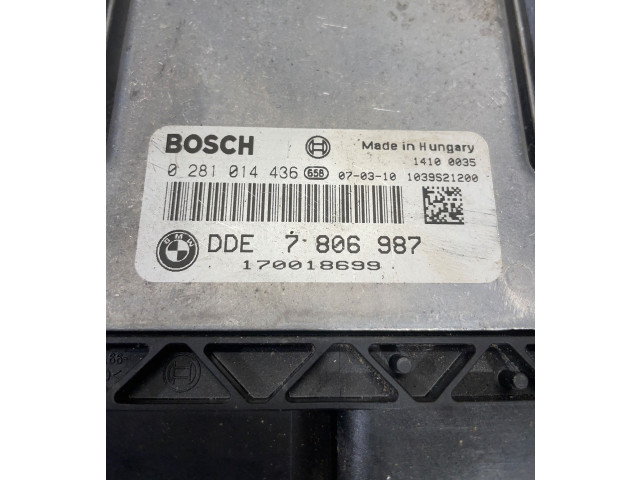 BOSCH Made in Hungary
1410 0035
0 281 014 436 658 07-03-10 1039S21200
BMW DDE 7 806 987
170018699